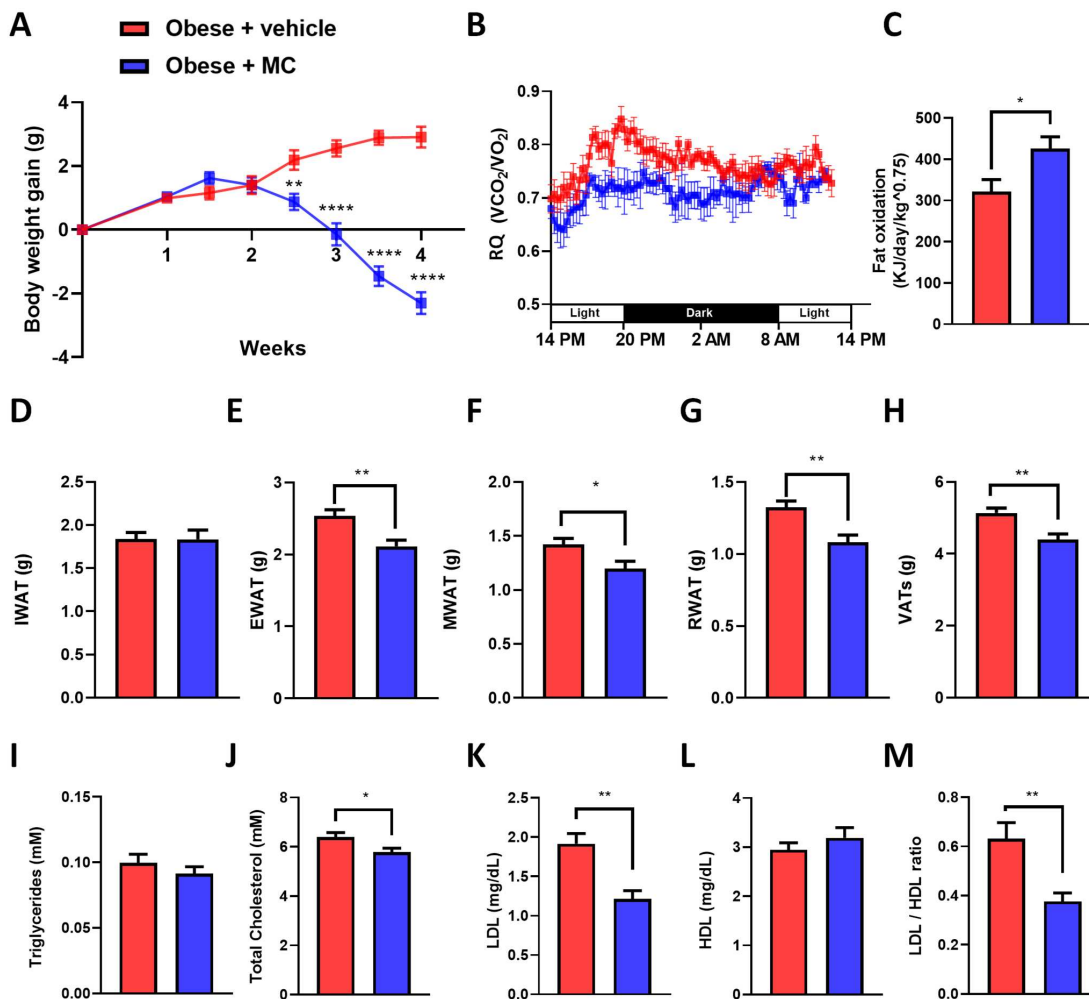 A
Obese + vehicle
Obese + MC
Body weight gain (g)
4
2
0
-2
-4
1
2
3
4
**
****
****
****
Weeks
B
RQ (VCO₂/VO₂)
0.9
0.8
0.7
0.6
0.5
Light
Dark
Light
14 PM
20 PM
2 AM
8 AM
14 PM
C
Fat oxidation
(KJ/day/kg^0.75)
500
400
300
200
100
0
*
D
IWAT (g)
2.5
2.0
1.5
1.0
0.5
0.0
E
EWAT (g)
3
2
1
0
**
F
MWAT (g)
2.0
1.5
1.0
0.5
0.0
*
G
RWAT (g)
1.5
1.0
0.5
0.0
**
H
VATs (g)
6
4
2
0
**
I
Triglycerides (mM)
0.15
0.10
0.05
0.00
J
Total Cholesterol (mM)
8
6
4
2
0
*
K
LDL (mg/dL)
2.5
2.0
1.5
1.0
0.5
0.0
**
L
HDL (mg/dL)
4
3
2
1
0
M
LDL / HDL ratio
0.8
0.6
0.4
0.2
0.0
**